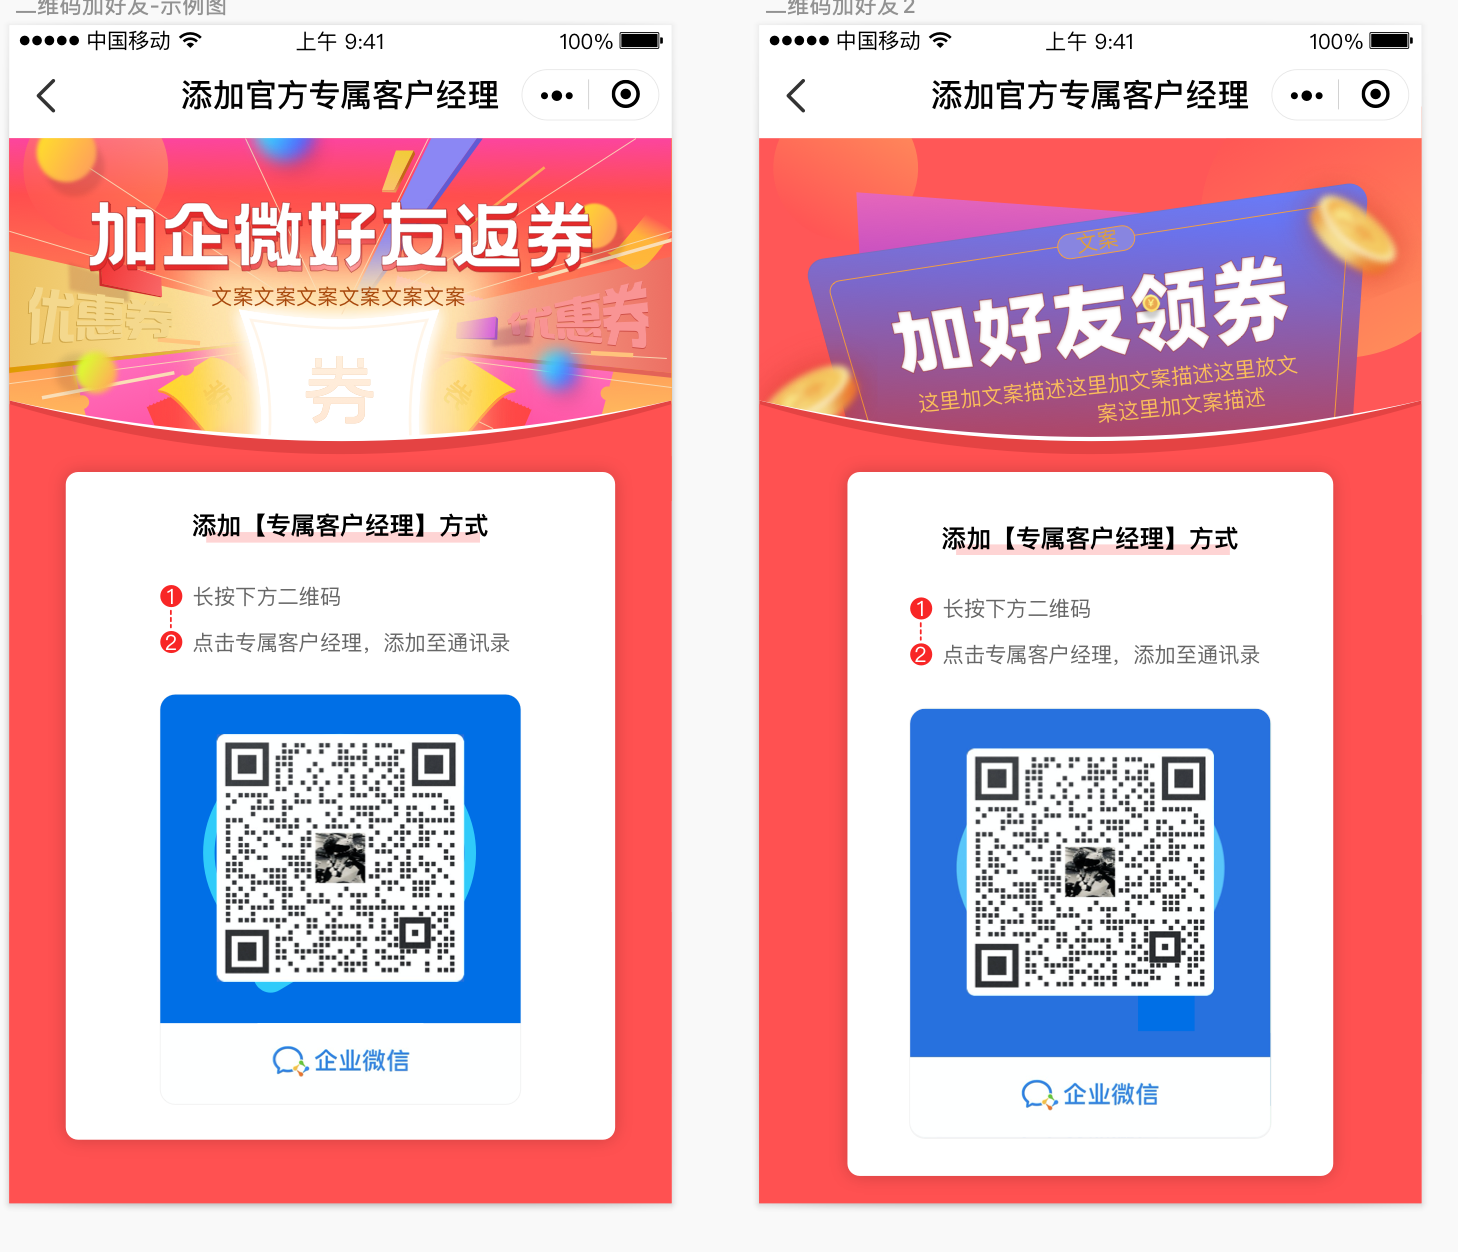 二维码加好友-示例图
中国移动
上午 9:41
100%
添加官方专属客户经理
加企微好友返券
文案文案文案文案文案文案
优惠券
优惠券
券
券
券
添加【专属客户经理】方式
1 长按下方二维码
2 点击专属客户经理，添加至通讯录
企业微信
二维码加好友2
中国移动
上午 9:41
100%
添加官方专属客户经理
文案
加好友领券
这里加文案描述这里加文案描述这里放文
案这里加文案描述
添加【专属客户经理】方式
1 长按下方二维码
2 点击专属客户经理，添加至通讯录
企业微信